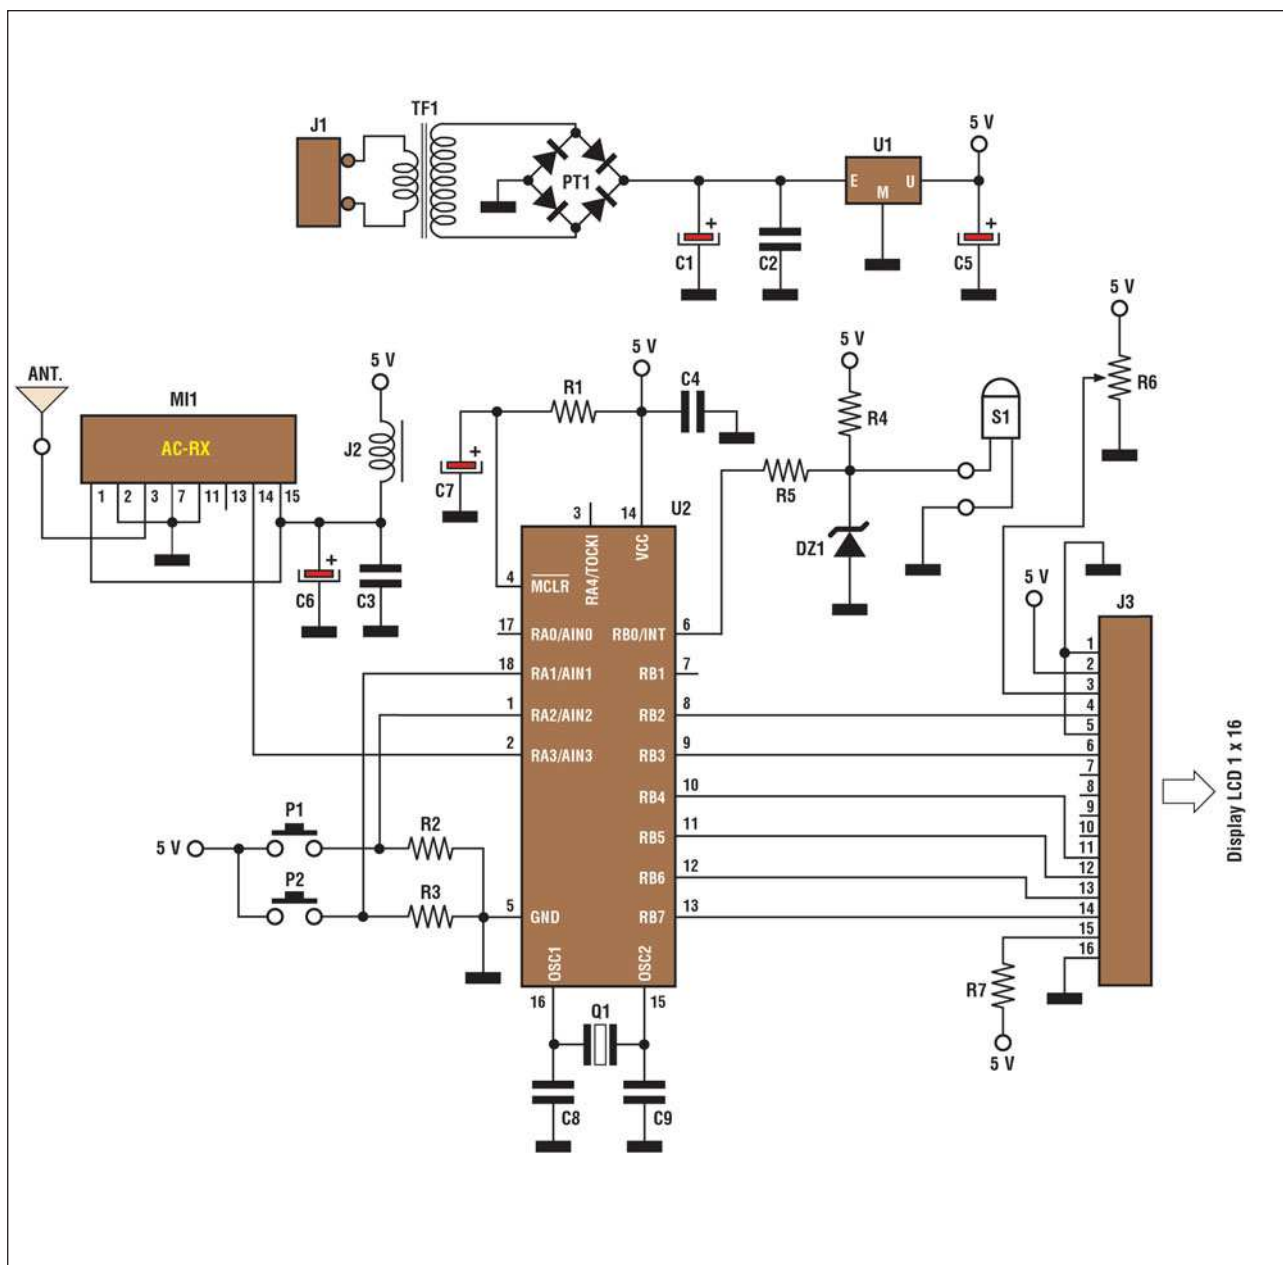 J1
TF1
PT1
U1
E
M
U
5 V
C1
C2
C5
5 V
R6
ANT.
MI1
AC-RX
1
2
3
7
11
13
14
15
5 V
J2
C6
C3
R1
5 V
C4
C7
5 V
R4
R5
DZ1
S1
U2
3
14
RA4/TOCKI
VCC
4
MCLR
17
RA0/AIN0
18
RA1/AIN1
1
RA2/AIN2
2
RA3/AIN3
RB0/INT
6
RB1
7
RB2
8
RB3
9
RB4
10
RB5
11
RB6
12
RB7
13
5
GND
OSC1
OSC2
16
15
P1
P2
5 V
R2
R3
Q1
C8
C9
5 V
J3
1
2
3
4
5
6
7
8
9
10
11
12
13
14
15
16
R7
5 V
Display LCD 1 x 16